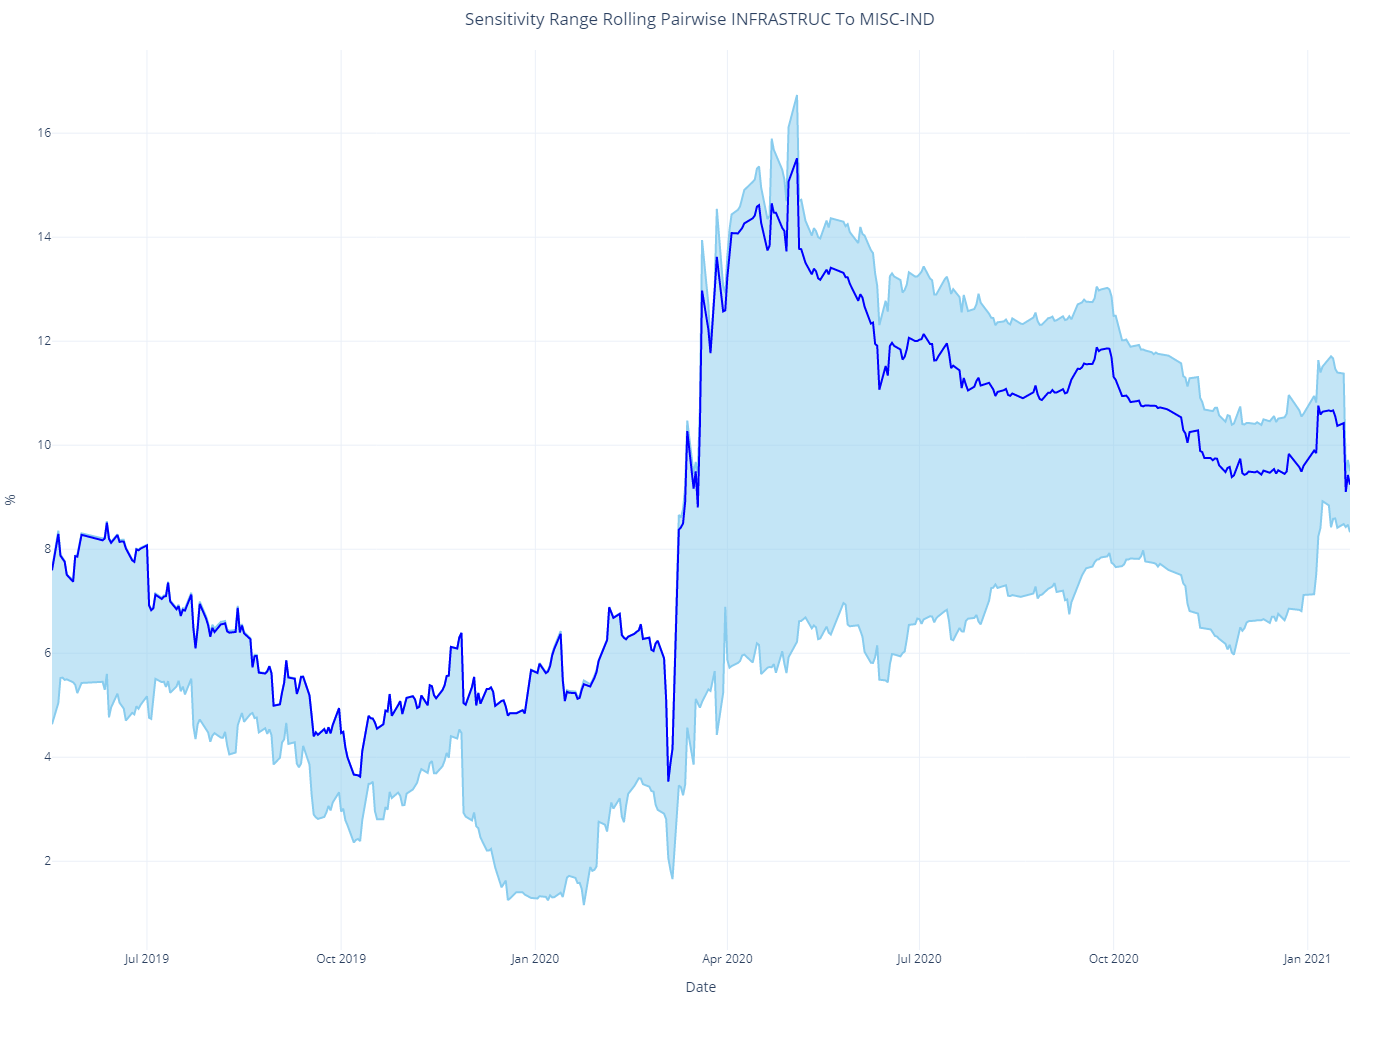 Sensitivity Range Rolling Pairwise INFRASTRUC To MISC-IND
16
14
12
10
8
6
4
2
%
Jul 2019
Oct 2019
Jan 2020
Apr 2020
Jul 2020
Oct 2020
Jan 2021
Date